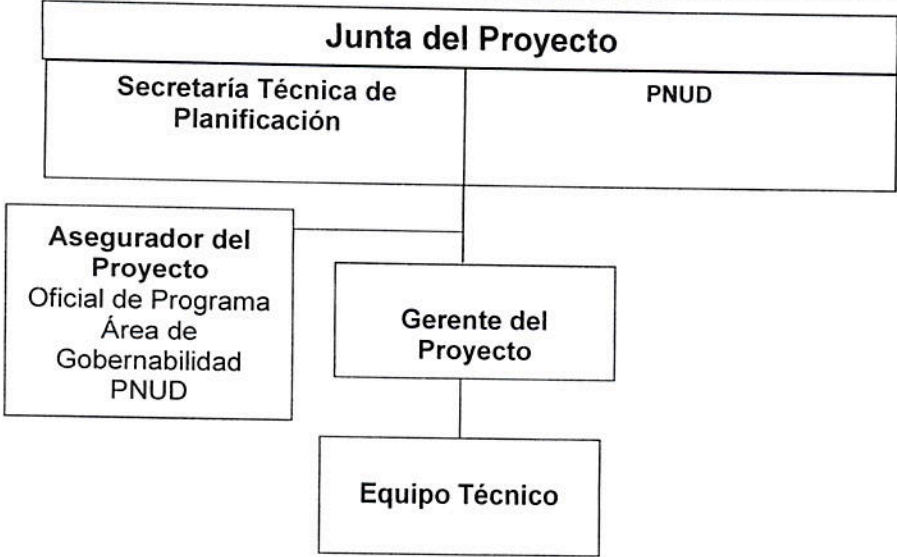 Junta del Proyecto
Secretaría Técnica de
Planificación
PNUD
Asegurador del
Proyecto
Oficial de Programa
Área de
Gobernabilidad
PNUD
Gerente del
Proyecto
Equipo Técnico